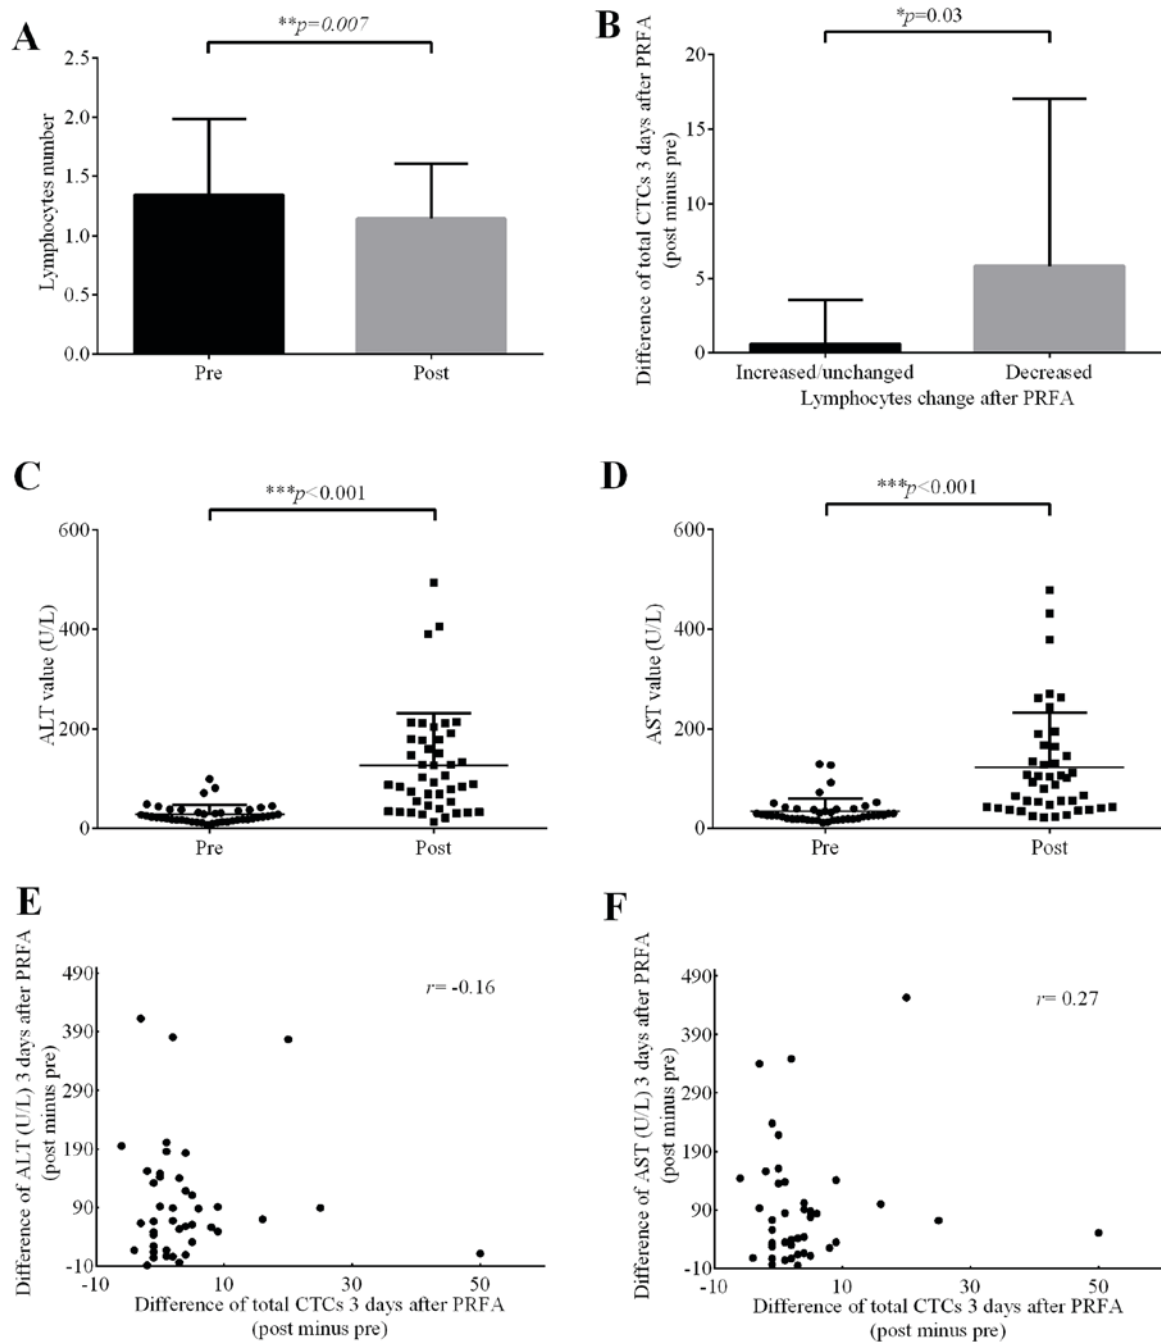 A
**p=0.007
2.5
2.0
1.5
1.0
0.5
0.0
Lymphocytes number
Pre
Post
B
*p=0.03
20
15
10
5
0
Difference of total CTCs 3 days after PRFA
(post minus pre)
Increased/unchanged
Decreased
Lymphocytes change after PRFA
C
***p<0.001
600
400
200
0
ALT value (U/L)
Pre
Post
D
***p<0.001
600
400
200
0
AST value (U/L)
Pre
Post
E
r= -0.16
490
390
290
190
90
-10
Difference of ALT (U/L) 3 days after PRFA
(post minus pre)
-10
10
30
50
Difference of total CTCs 3 days after PRFA
(post minus pre)
F
r= 0.27
490
390
290
190
90
-10
Difference of AST (U/L) 3 days after PRFA
(post minus pre)
-10
10
30
50
Difference of total CTCs 3 days after PRFA
(post minus pre)